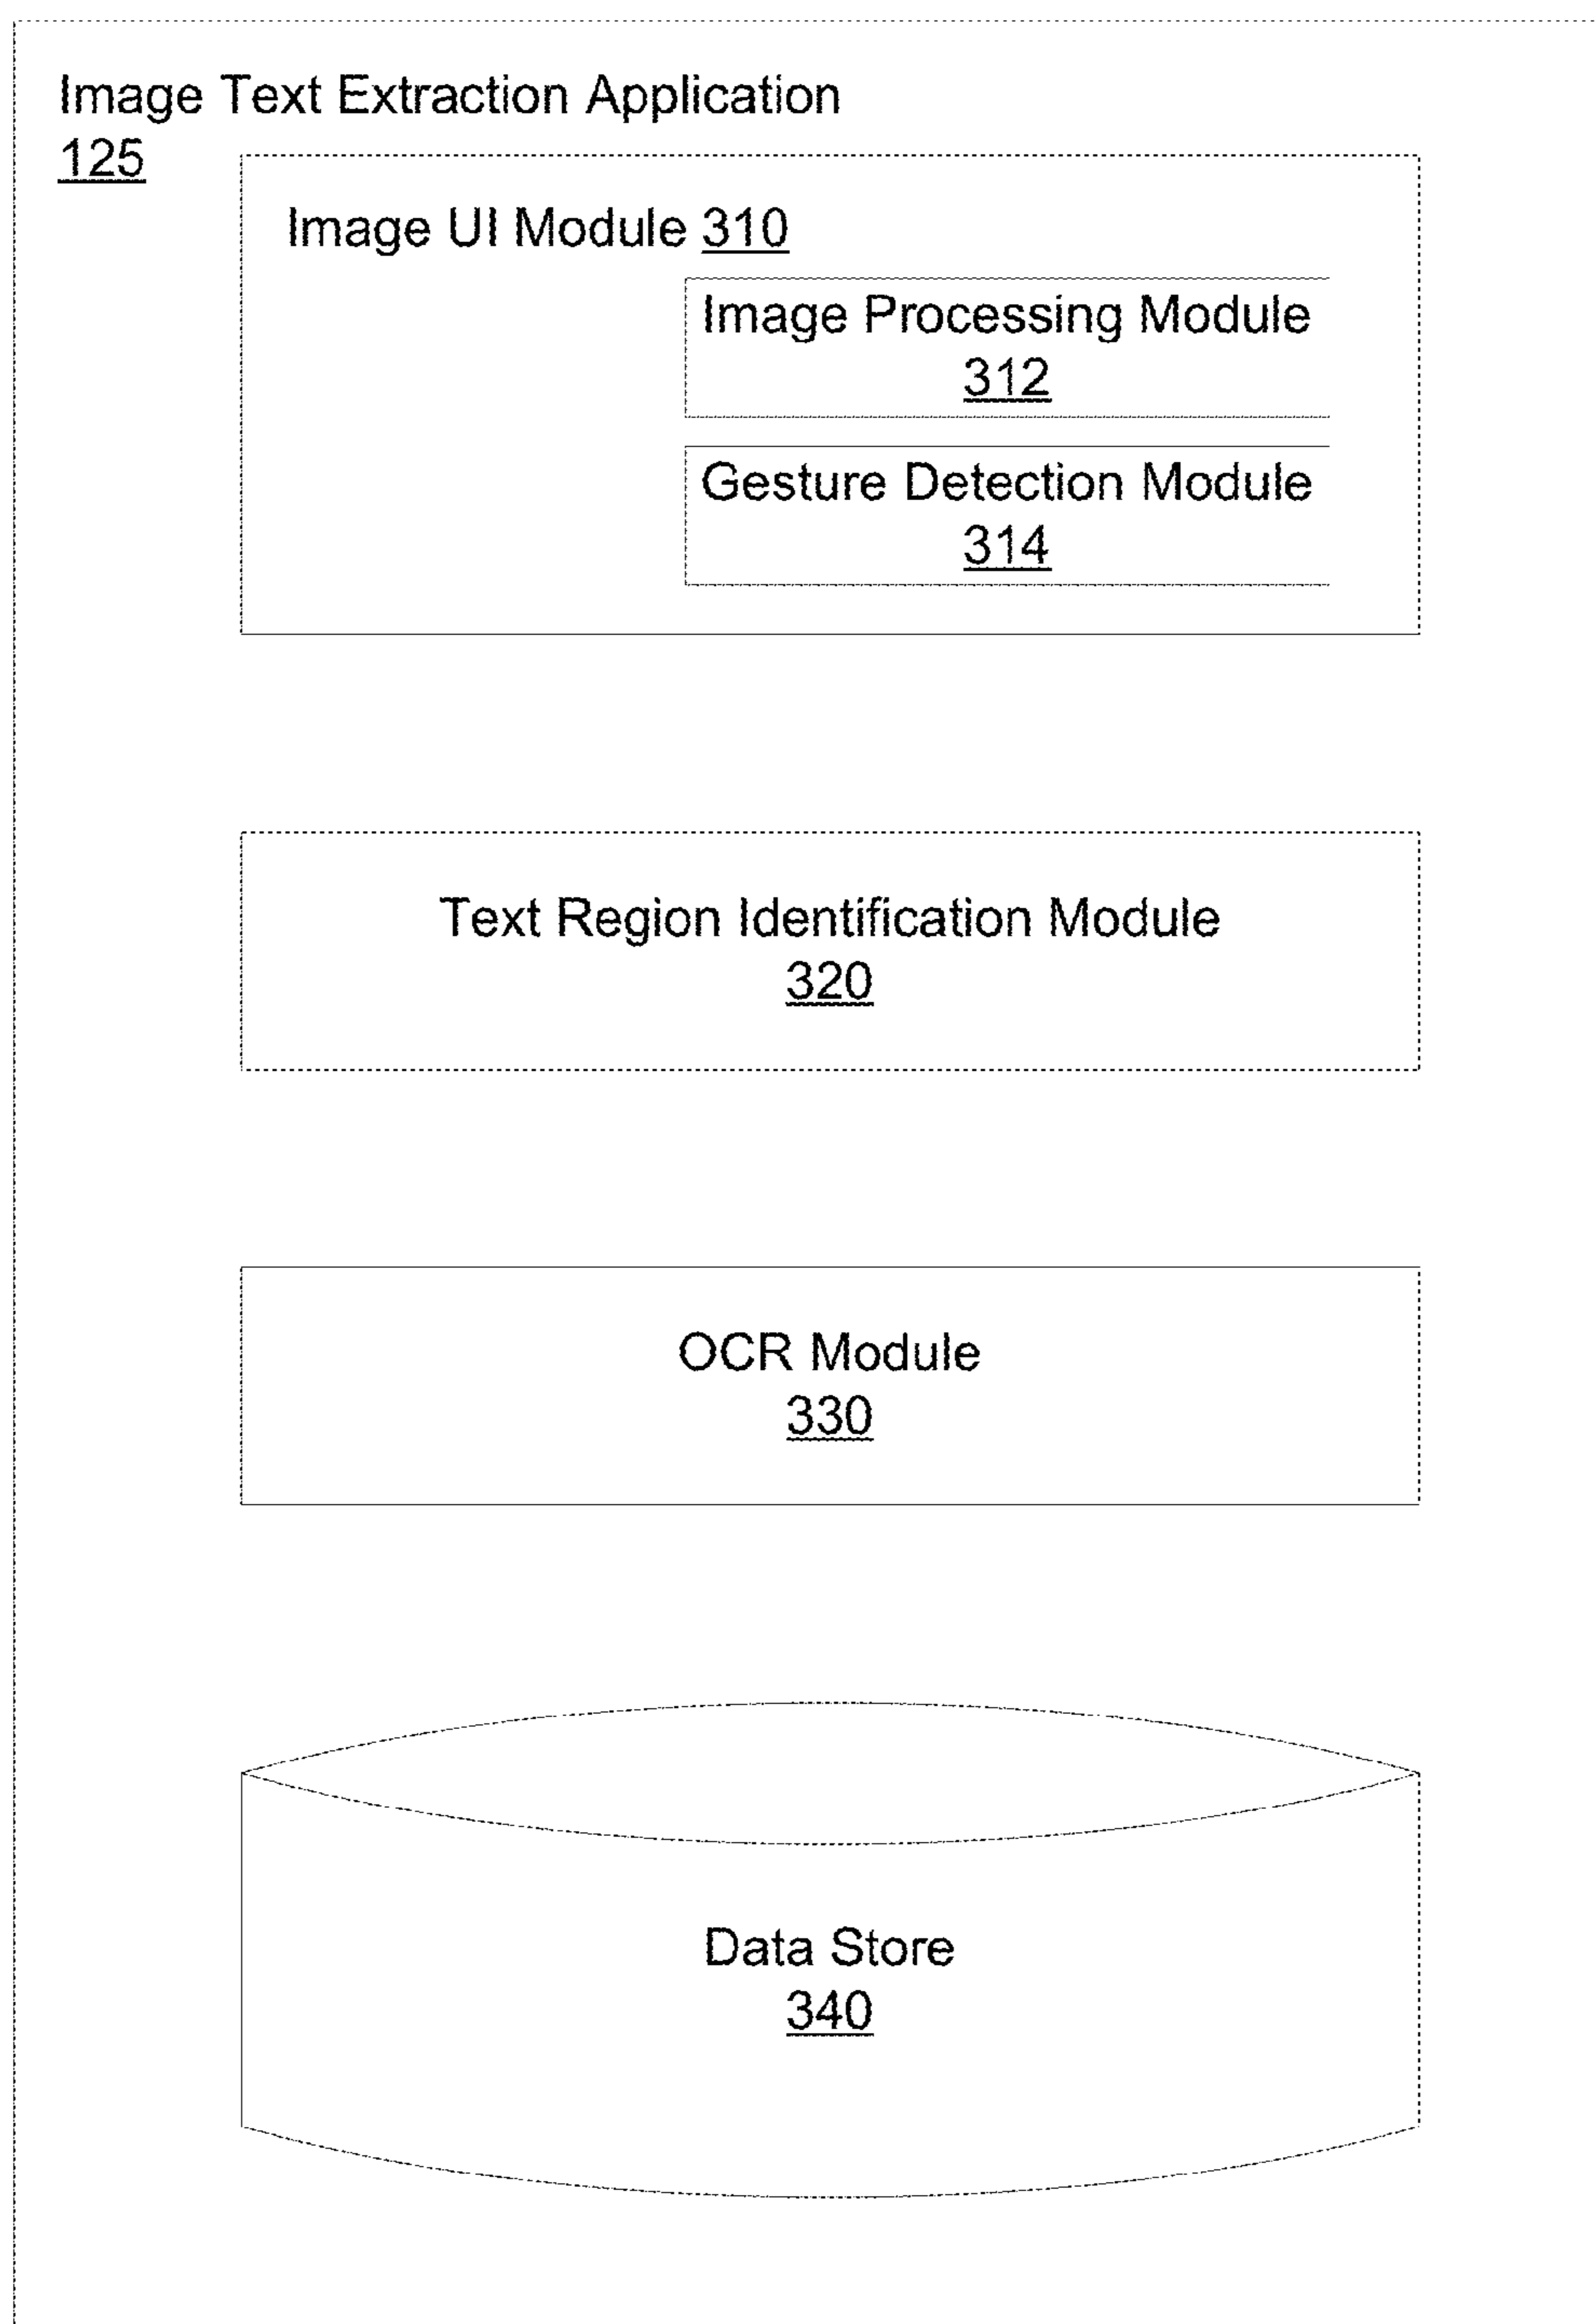 Image Text Extraction Application
125
Image UI Module 310
Image Processing Module
312
Gesture Detection Module
314
Text Region Identification Module
320
OCR Module
330
Data Store
340